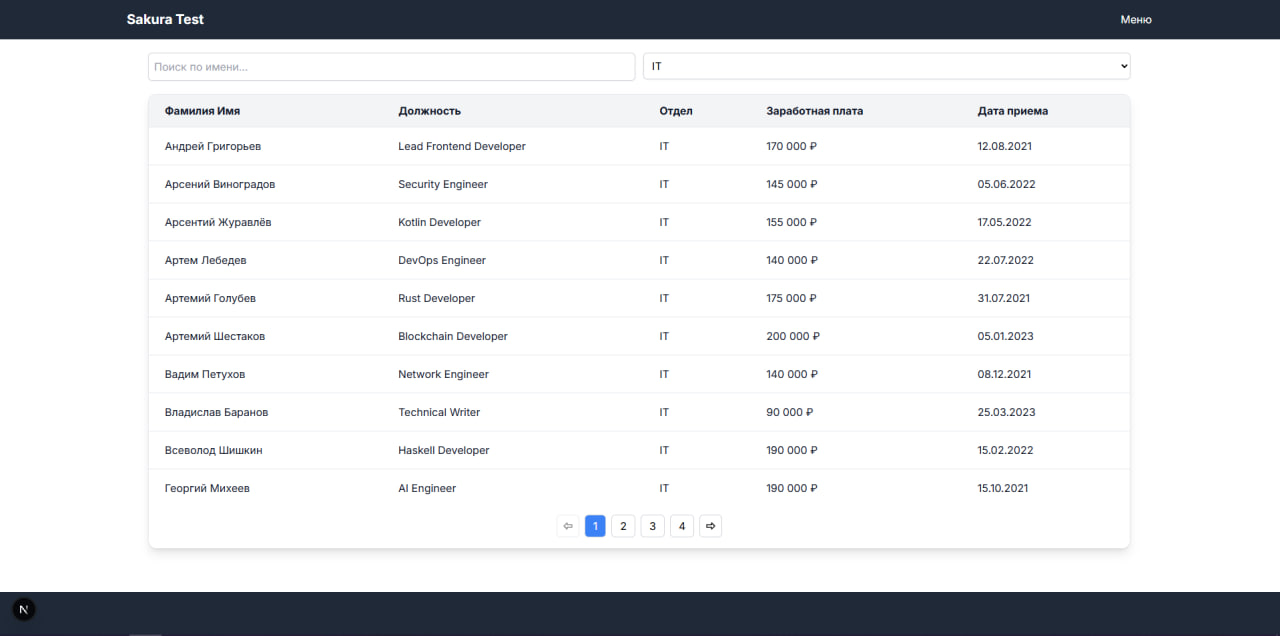 Sakura Test Меню
Поиск по имени... IT
Фамилия Имя Должность Отдел Заработная плата Дата приема
Андрей Григорьев Lead Frontend Developer IT 170 000 ₽ 12.08.2021
Арсений Виноградов Security Engineer IT 145 000 ₽ 05.06.2022
Арсентий Журавлёв Kotlin Developer IT 155 000 ₽ 17.05.2022
Артем Лебедев DevOps Engineer IT 140 000 ₽ 22.07.2022
Артемий Голубев Rust Developer IT 175 000 ₽ 31.07.2021
Артемий Шестаков Blockchain Developer IT 200 000 ₽ 05.01.2023
Вадим Петухов Network Engineer IT 140 000 ₽ 08.12.2021
Владислав Баранов Technical Writer IT 90 000 ₽ 25.03.2023
Всеволод Шишкин Haskell Developer IT 190 000 ₽ 15.02.2022
Георгий Михеев AI Engineer IT 190 000 ₽ 15.10.2021
⇦ 1 2 3 4 ⇨
N